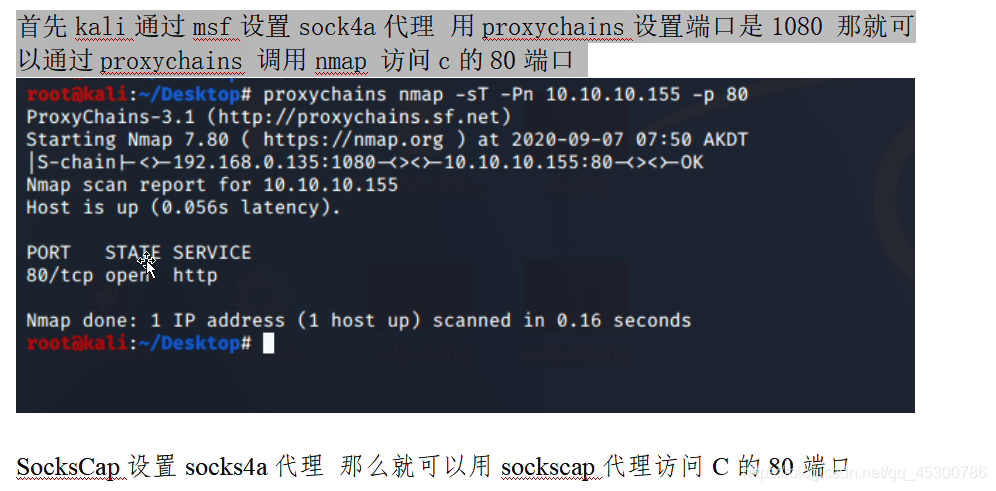 首先 kali 通过 msf 设置 sock4a 代理 用 proxychains 设置端口是 1080 那就可
以通过 proxychains 调用 nmap 访问 c 的 80 端口
root@kali:~/Desktop# proxychains nmap -sT -Pn 10.10.10.155 -p 80
ProxyChains-3.1 (http://proxychains.sf.net)
Starting Nmap 7.80 ( https://nmap.org ) at 2020-09-07 07:50 AKDT
|S-chain|-<>-192.168.0.135:1080-<><>-10.10.10.155:80-<><>-OK
Nmap scan report for 10.10.10.155
Host is up (0.056s latency).
PORT   STATE SERVICE
80/tcp open  http
Nmap done: 1 IP address (1 host up) scanned in 0.16 seconds
root@kali:~/Desktop#
SocksCap 设置 socks4a 代理 那么就可以用 sockscap 代理访问 C 的 80 端口
https://blog.csdn.net/qq_45300786